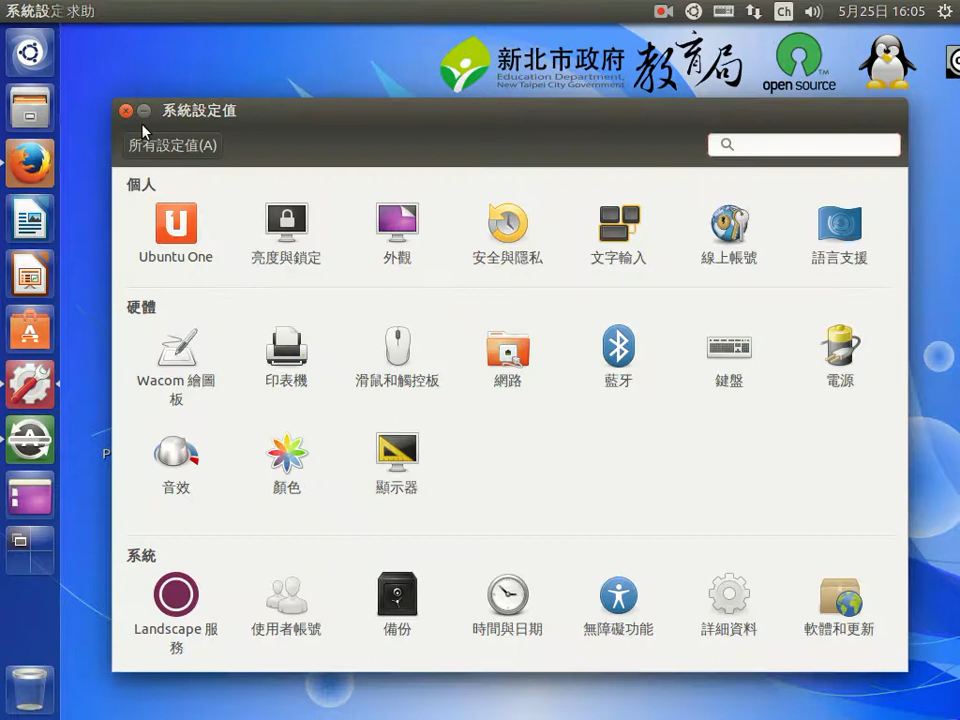 系統設定 求助
Ch
5月25日 16:05
新北市政府
Education Department,
New Taipei City Government
教育局
open source
TM
系統設定值
所有設定值(A)
個人
Ubuntu One
亮度與鎖定
外觀
安全與隱私
文字輸入
線上帳號
語言支援
硬體
Wacom 繪圖
板
印表機
滑鼠和觸控板
網路
藍牙
鍵盤
電源
P
音效
顏色
顯示器
系統
Landscape 服
務
使用者帳號
備份
時間與日期
無障礙功能
詳細資料
軟體和更新